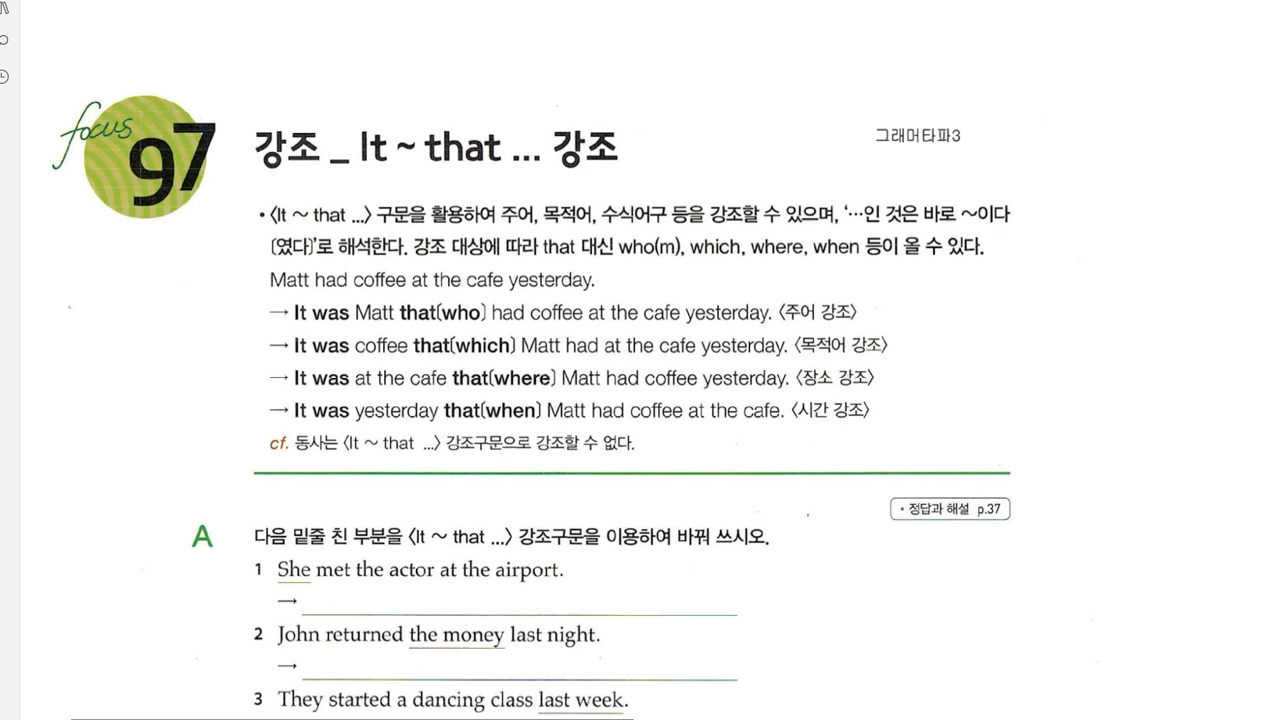 focus
97
강조 _ It ~ that ... 강조
그래머타파3
• 〈It ~ that ...〉 구문을 활용하여 주어, 목적어, 수식어구 등을 강조할 수 있으며, ‘…인 것은 바로 ~이다
(였다)’로 해석한다. 강조 대상에 따라 that 대신 who(m), which, where, when 등이 올 수 있다.
Matt had coffee at the cafe yesterday.
→ It was Matt that(who) had coffee at the cafe yesterday. 〈주어 강조〉
→ It was coffee that(which) Matt had at the cafe yesterday. 〈목적어 강조〉
→ It was at the cafe that(where) Matt had coffee yesterday. 〈장소 강조〉
→ It was yesterday that(when) Matt had coffee at the cafe. 〈시간 강조〉
cf. 동사는 〈It ~ that ...〉 강조구문으로 강조할 수 없다.
• 정답과 해설 p.37
A 다음 밑줄 친 부분을 〈It ~ that ...〉 강조구문을 이용하여 바꿔 쓰시오.
1 She met the actor at the airport.
→
2 John returned the money last night.
→
3 They started a dancing class last week.